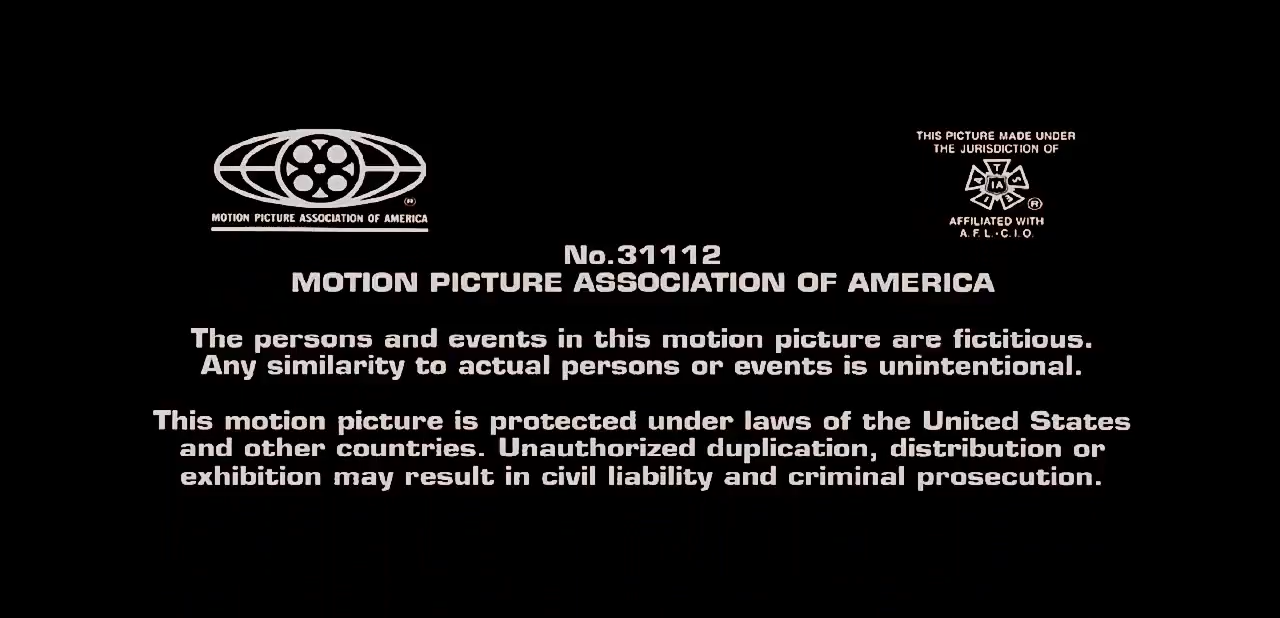 MOTION PICTURE ASSOCIATION OF AMERICA
®
THIS PICTURE MADE UNDER
THE JURISDICTION OF
IATSE
IA
®
AFFILIATED WITH
A.F.L.-C.I.O.
No.31112
MOTION PICTURE ASSOCIATION OF AMERICA
The persons and events in this motion picture are fictitious.
Any similarity to actual persons or events is unintentional.
This motion picture is protected under laws of the United States
and other countries. Unauthorized duplication, distribution or
exhibition may result in civil liability and criminal prosecution.